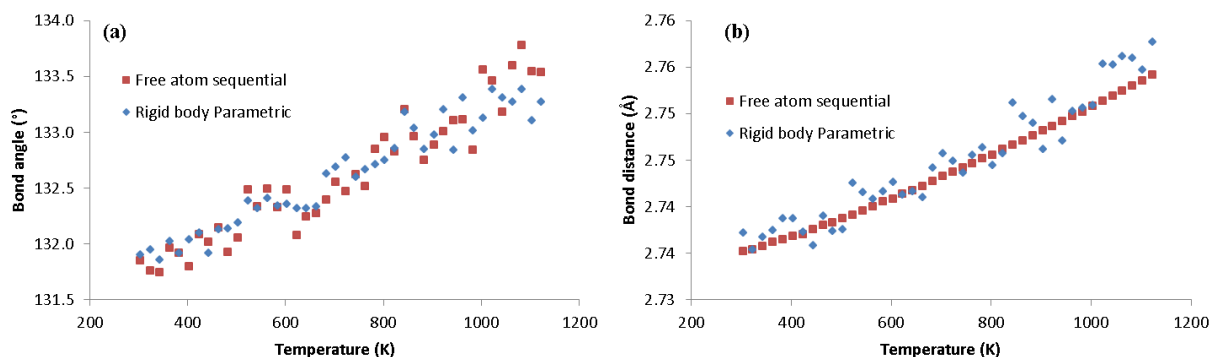 (a)
Free atom sequential
Rigid body Parametric
134.0
133.5
133.0
132.5
132.0
131.5
Bond angle (°)
200 400 600 800 1000 1200
Temperature (K)
(b)
Free atom sequential
Rigid body Parametric
2.76
2.76
2.75
2.75
2.74
2.74
2.73
Bond distance (Å)
200 400 600 800 1000 1200
Temperature (K)